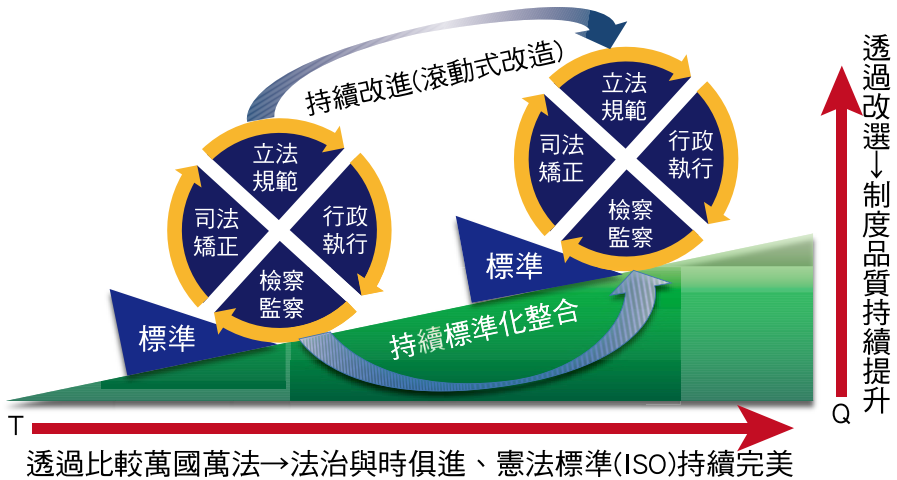 持續改進(滾動式改造)
立法
規範
行政
執行
檢察
監察
司法
矯正
標準
立法
規範
行政
執行
檢察
監察
司法
矯正
標準
持續標準化整合
透過改選→制度品質持續提升
Q
T
透過比較萬國萬法→法治與時俱進、憲法標準(ISO)持續完美